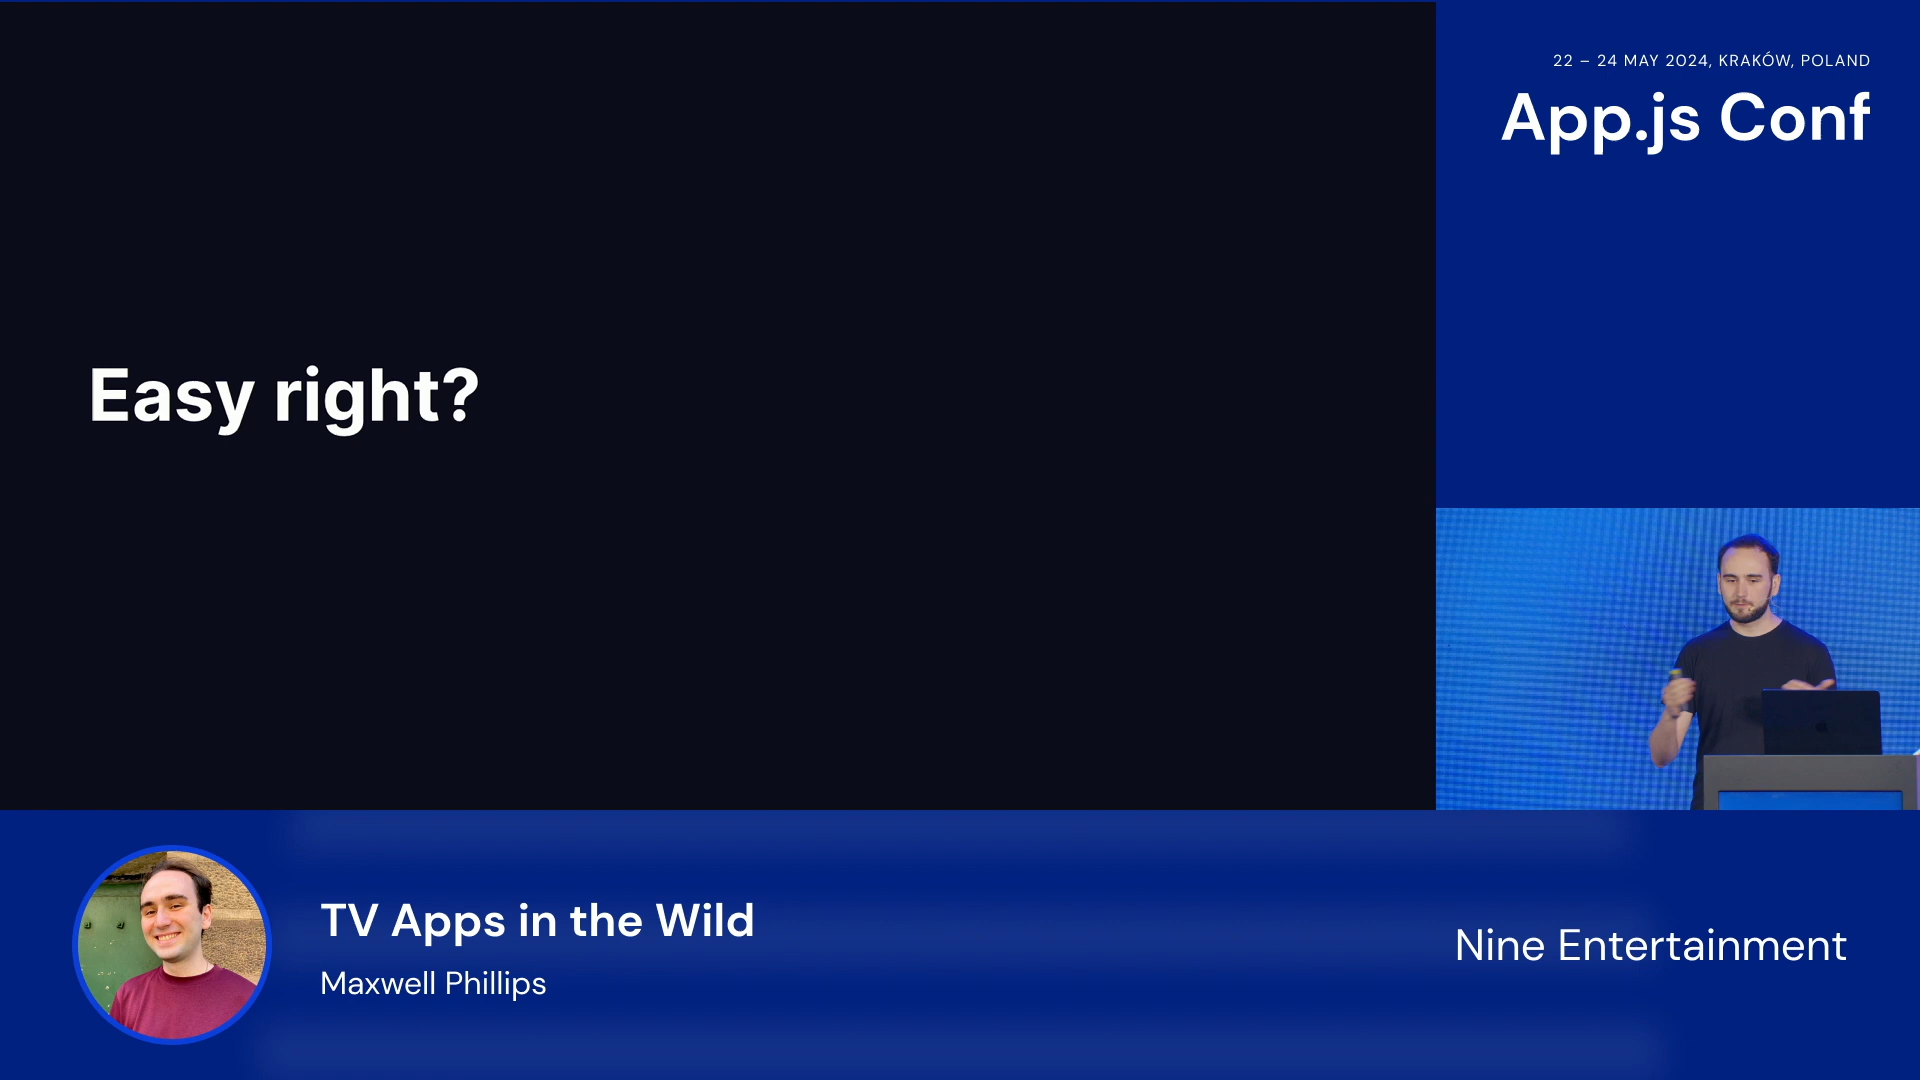 22 – 24 MAY 2024, KRAKÓW, POLAND
App.js Conf
Easy right?
TV Apps in the Wild
Maxwell Phillips
Nine Entertainment